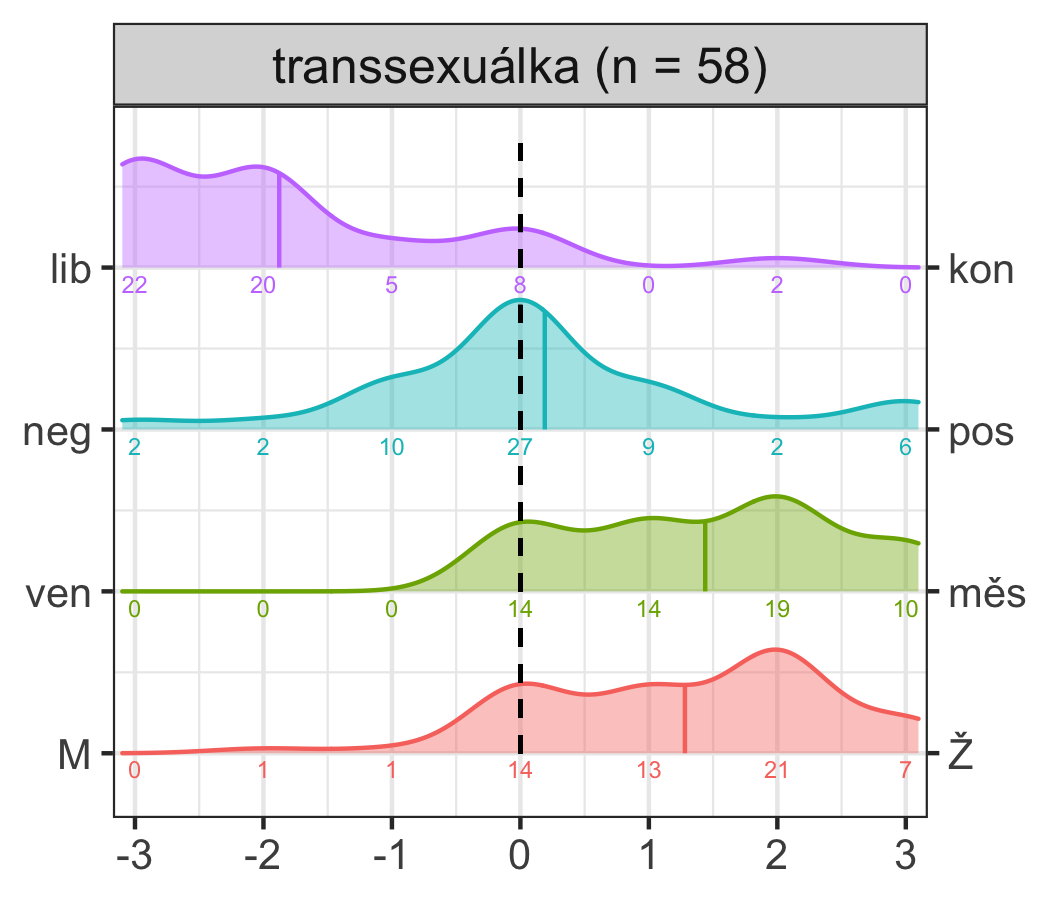 transsexuálka (n = 58)
lib kon
22 20 5 8 0 2 0
neg pos
2 2 10 27 9 2 6
ven měs
0 0 0 14 14 19 10
M Ž
0 1 1 14 13 21 7
-3 -2 -1 0 1 2 3